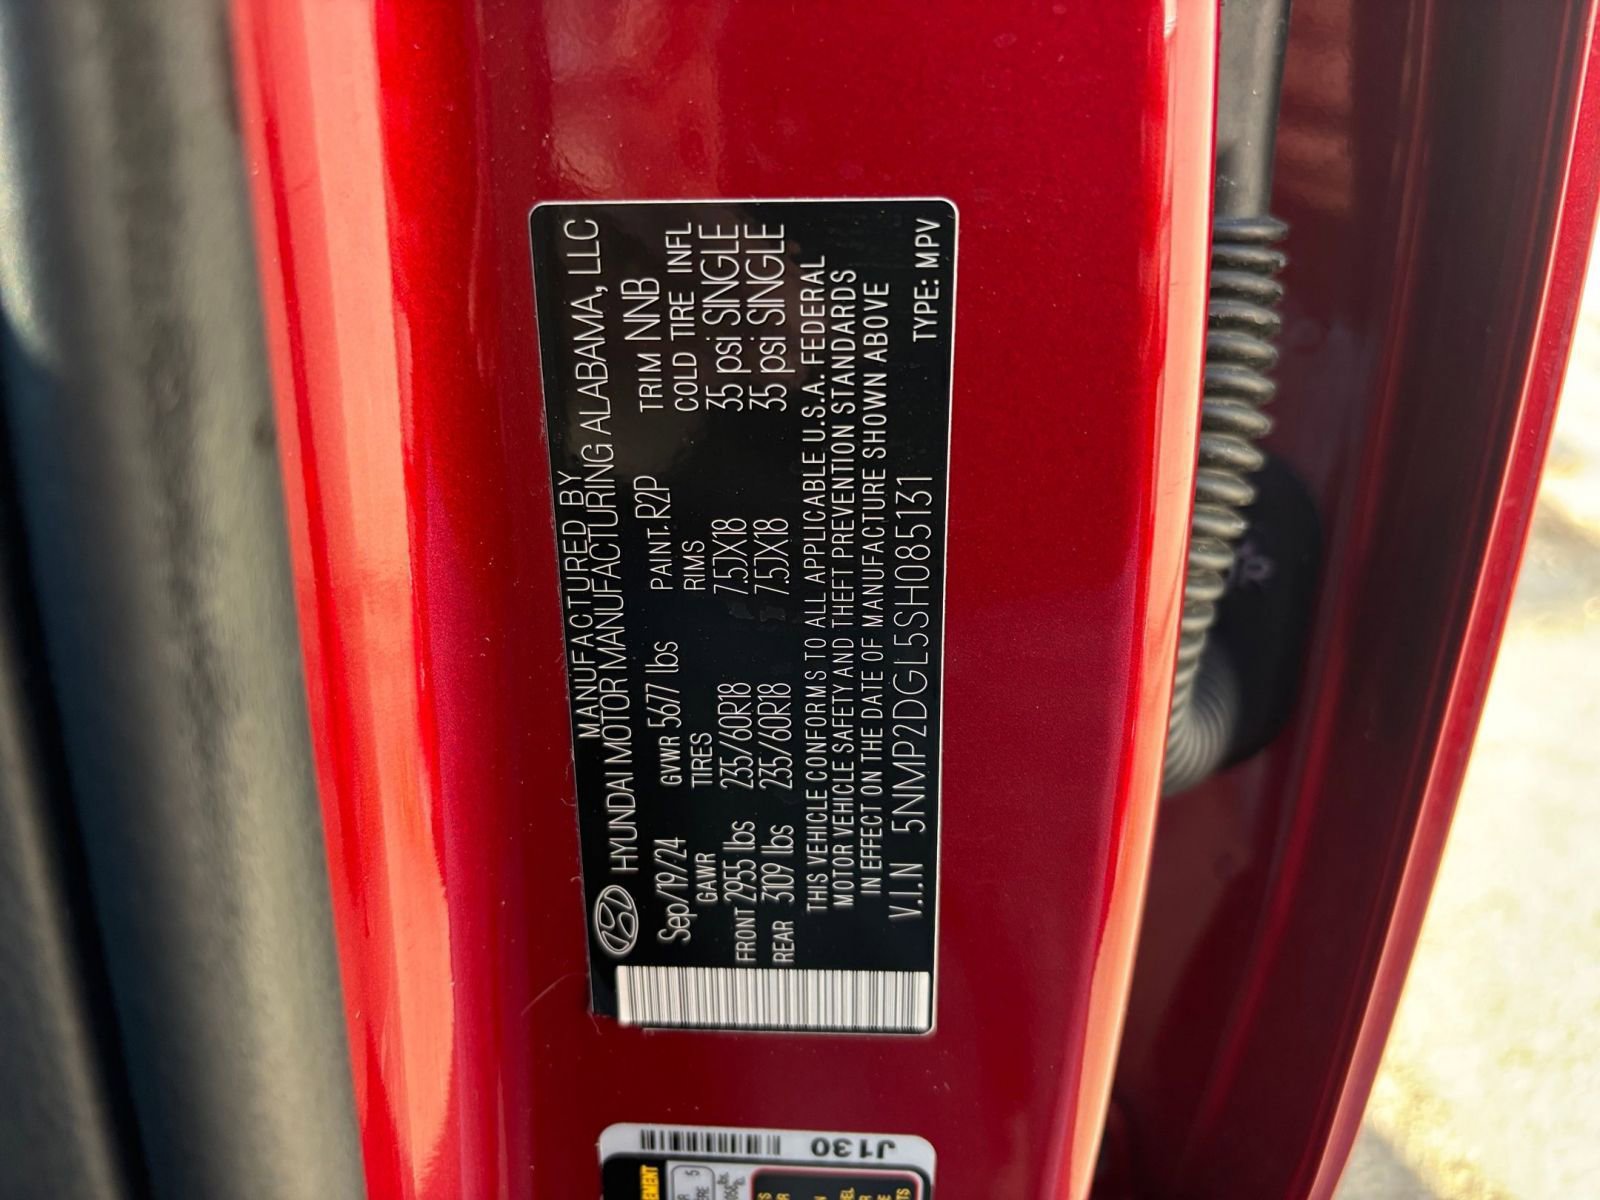 MANUFACTURED BY
HYUNDAI MOTOR MANUFACTURING ALABAMA, LLC
Sep/19/24 GVWR 5677 lbs PAINT: R2P TRIM NNB
GAWR TIRES RIMS COLD TIRE INFL
FRONT 2955 lbs 235/60R18 7.5JX18 35 psi SINGLE
REAR 3109 lbs 235/60R18 7.5JX18 35 psi SINGLE
THIS VEHICLE CONFORMS TO ALL APPLICABLE U.S.A. FEDERAL
MOTOR VEHICLE SAFETY AND THEFT PREVENTION STANDARDS
IN EFFECT ON THE DATE OF MANUFACTURE SHOWN ABOVE
V.I.N 5NMP2DGL5SH085131 TYPE: MPV
J130